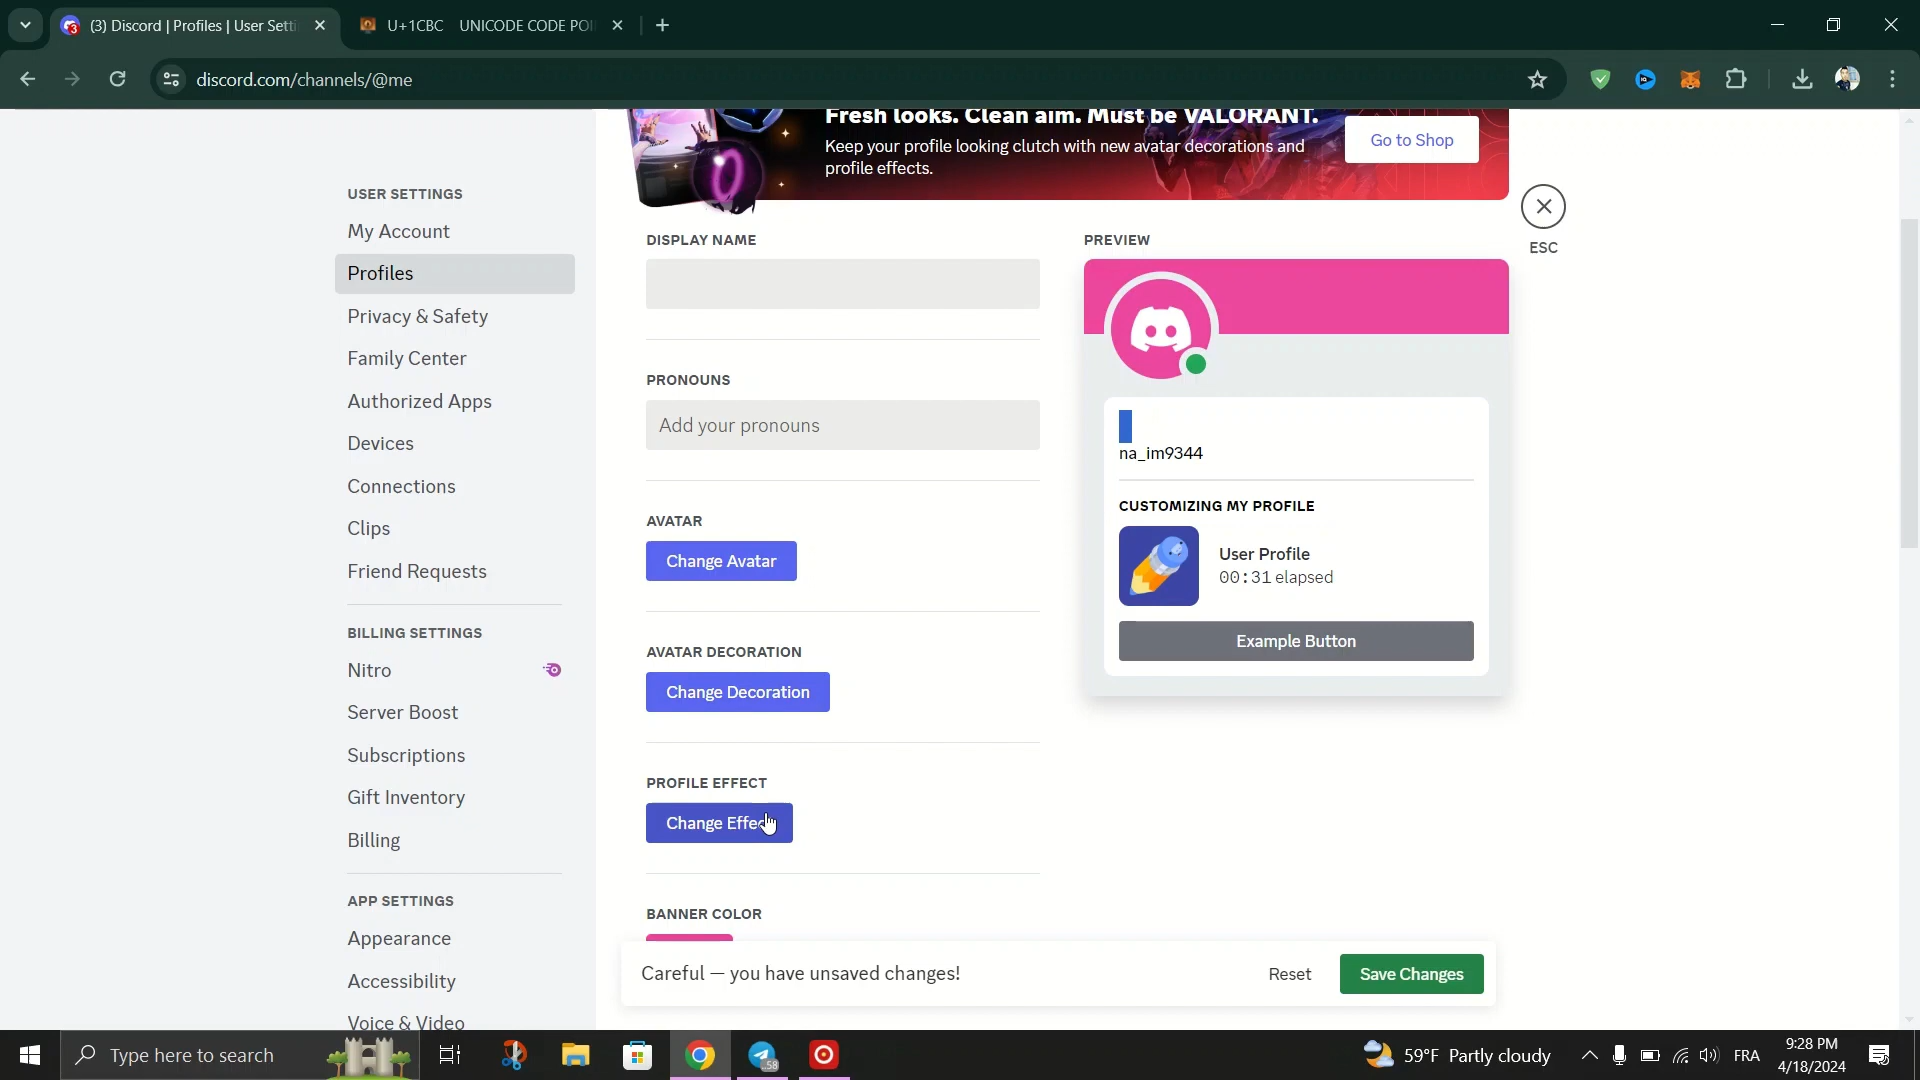 (3) Discord | Profiles | User Setti
U+1CBC
UNICODE CODE POI
discord.com/channels/@me
Fresh looks. Clean aim. Must be VALORANT.
Keep your profile looking clutch with new avatar decorations and
profile effects.
Go to Shop
ESC
USER SETTINGS
My Account
Profiles
Privacy & Safety
Family Center
Authorized Apps
Devices
Connections
Clips
Friend Requests
BILLING SETTINGS
Nitro
Server Boost
Subscriptions
Gift Inventory
Billing
APP SETTINGS
Appearance
Accessibility
Voice & Video
DISPLAY NAME
PRONOUNS
Add your pronouns
AVATAR
Change Avatar
AVATAR DECORATION
Change Decoration
PROFILE EFFECT
Change Effec
BANNER COLOR
PREVIEW
na_im9344
CUSTOMIZING MY PROFILE
User Profile
00:31 elapsed
Example Button
Careful — you have unsaved changes!
Reset
Save Changes
Type here to search
59°F Partly cloudy
FRA
9:28 PM
4/18/2024